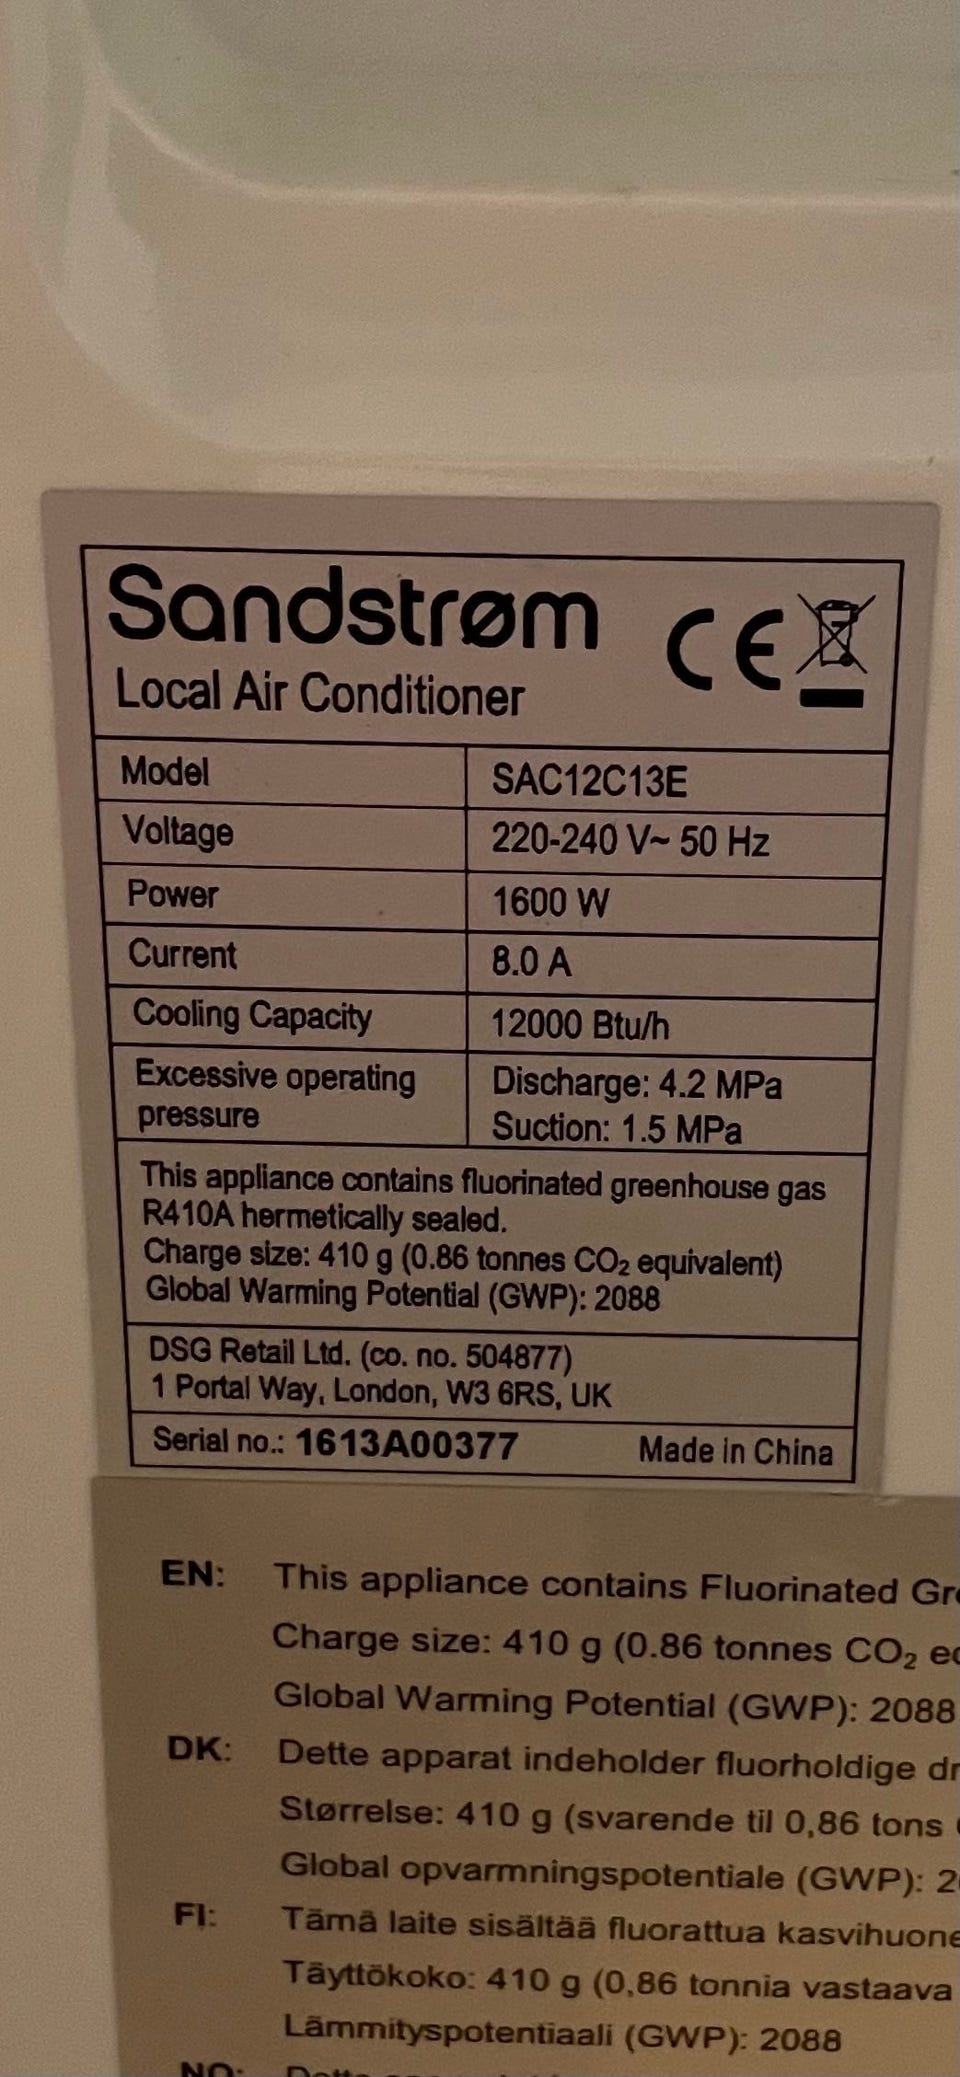 Sandstrøm
CE
Local Air Conditioner
Model SAC12C13E
Voltage 220-240 V~ 50 Hz
Power 1600 W
Current 8.0 A
Cooling Capacity 12000 Btu/h
Excessive operating pressure Discharge: 4.2 MPa
Suction: 1.5 MPa
This appliance contains fluorinated greenhouse gas
R410A hermetically sealed.
Charge size: 410 g (0.86 tonnes CO₂ equivalent)
Global Warming Potential (GWP): 2088
DSG Retail Ltd. (co. no. 504877)
1 Portal Way, London, W3 6RS, UK
Serial no.: 1613A00377 Made in China
EN: This appliance contains Fluorinated
Charge size: 410 g (0.86 tonnes CO₂
Global Warming Potential (GWP): 2088
DK: Dette apparat indeholder fluorholdige
Størrelse: 410 g (svarende til 0,86 tons
Global opvarmningspotentiale (GWP):
FI: Tämä laite sisältää fluorattua
Täyttökoko: 410 g (0,86 tonnia vastaava
Lämmityspotentiaali (GWP): 2088
NO: